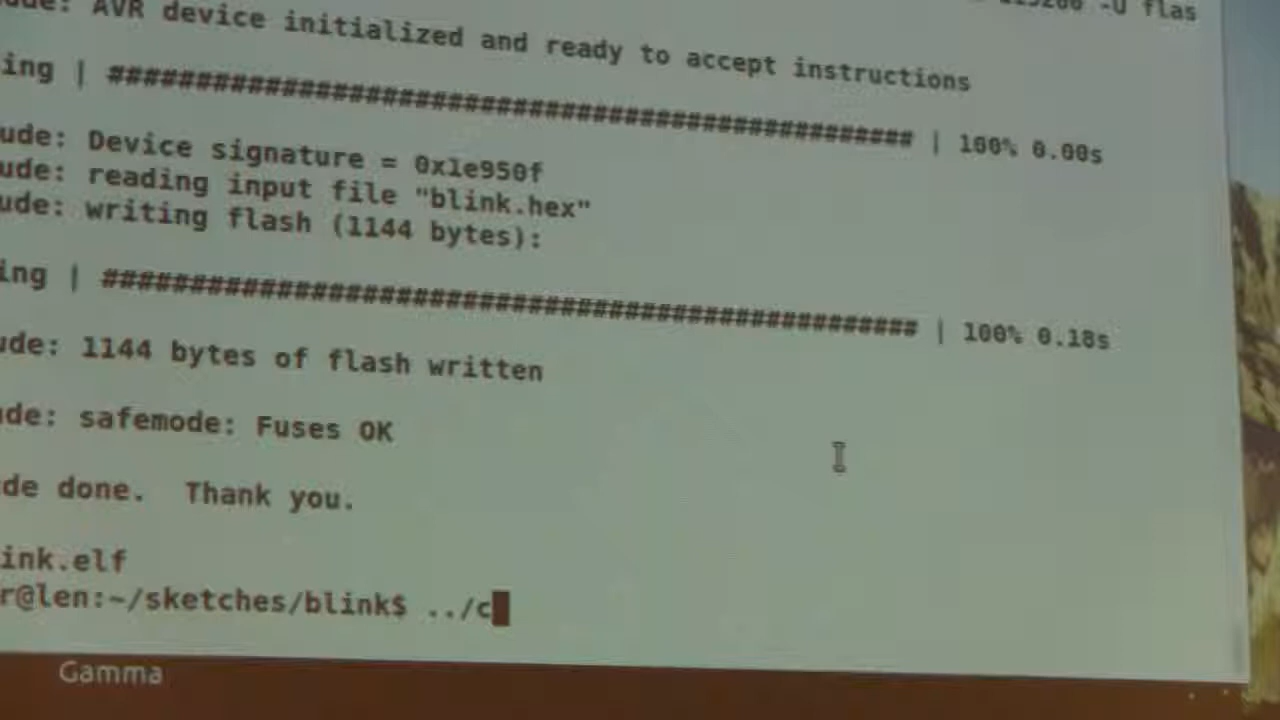 ude: AVR device initialized and ready to accept instructions
ing | ################################################## | 100% 0.00s
ude: Device signature = 0x1e950f
ude: reading input file "blink.hex"
ude: writing flash (1144 bytes):
ing | ################################################## | 100% 0.18s
ude: 1144 bytes of flash written
ude: safemode: Fuses OK
de done.  Thank you.
ink.elf
r@len:~/sketches/blink$ ../c
Gamma